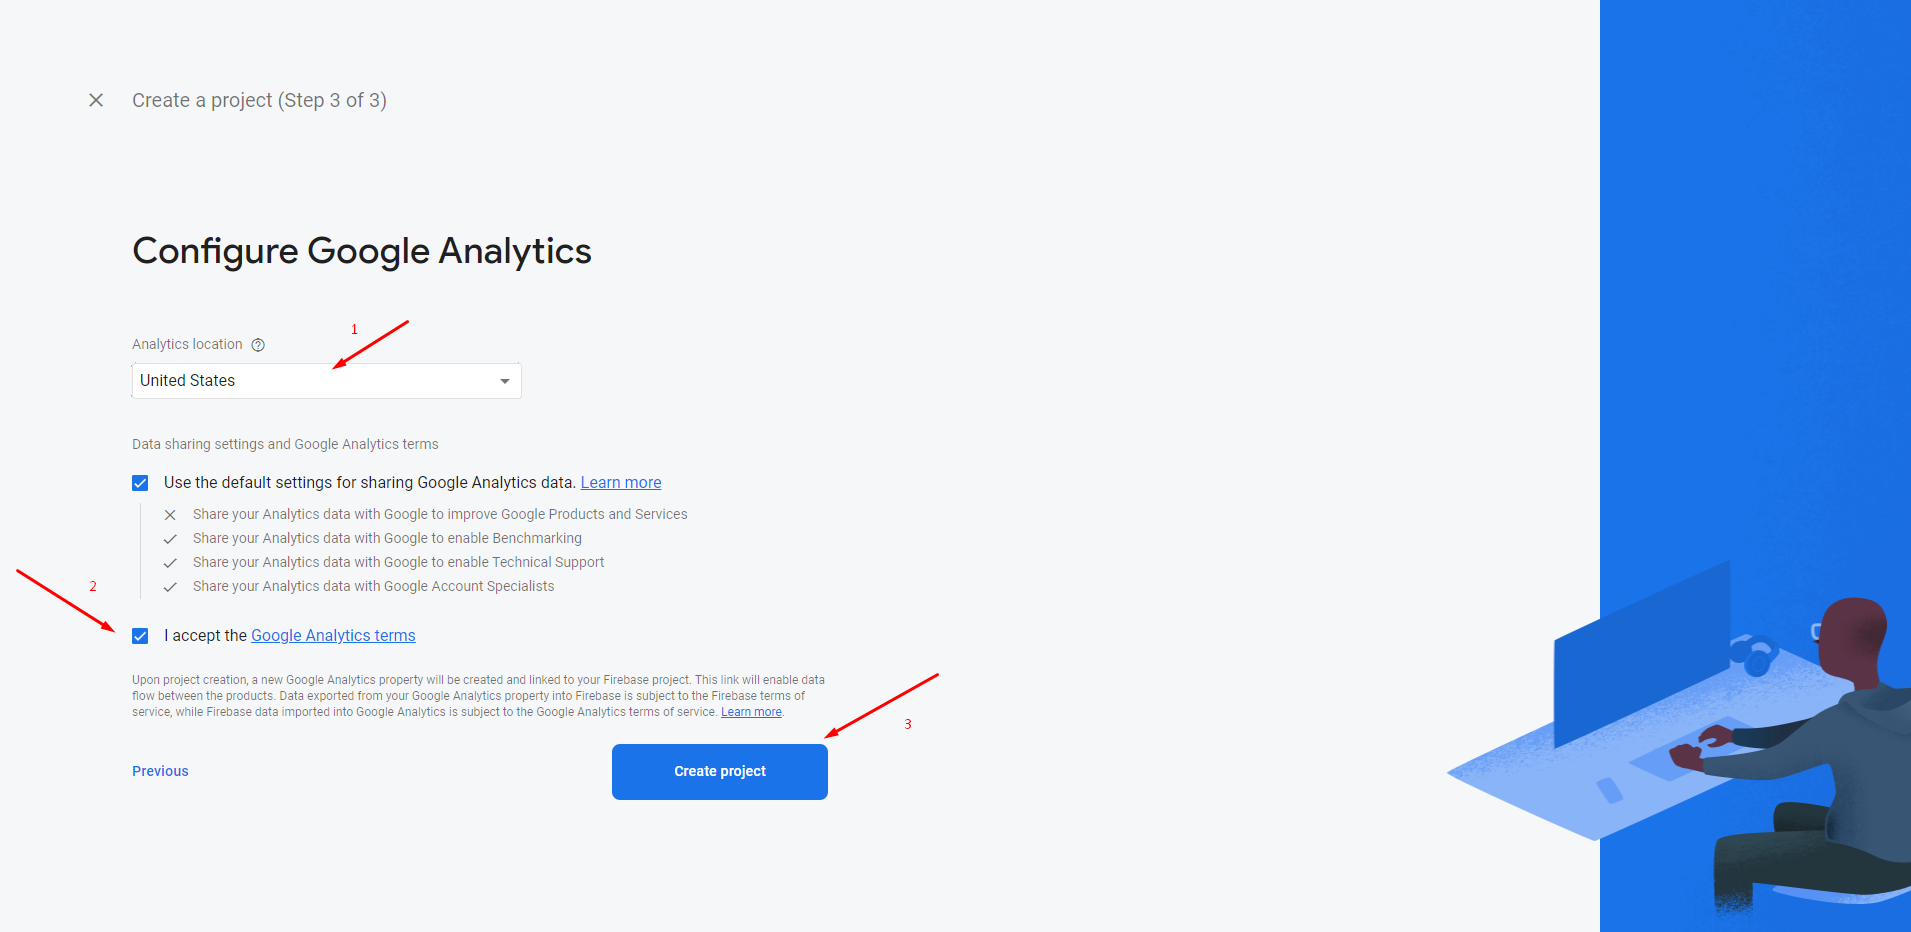 Create a project (Step 3 of 3)
Configure Google Analytics
1
Analytics location
United States
Data sharing settings and Google Analytics terms
Use the default settings for sharing Google Analytics data. Learn more
Share your Analytics data with Google to improve Google Products and Services
Share your Analytics data with Google to enable Benchmarking
Share your Analytics data with Google to enable Technical Support
Share your Analytics data with Google Account Specialists
2
I accept the Google Analytics terms
Upon project creation, a new Google Analytics property will be created and linked to your Firebase project. This link will enable data
flow between the products. Data exported from your Google Analytics property into Firebase is subject to the Firebase terms of
service, while Firebase data imported into Google Analytics is subject to the Google Analytics terms of service. Learn more.
3
Previous
Create project